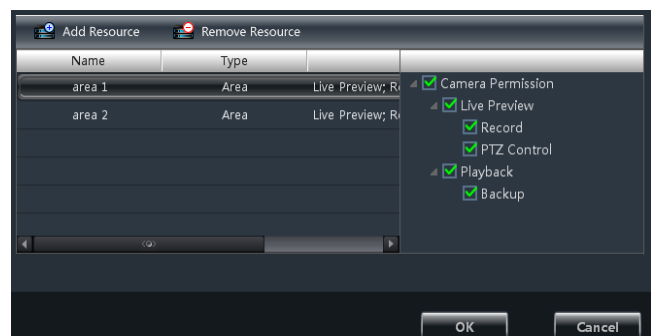 Add Resource Remove Resource
Name Type
area 1 Area Live Preview;
area 2 Area Live Preview;
Camera Permission
Live Preview
Record
PTZ Control
Playback
Backup
OK Cancel